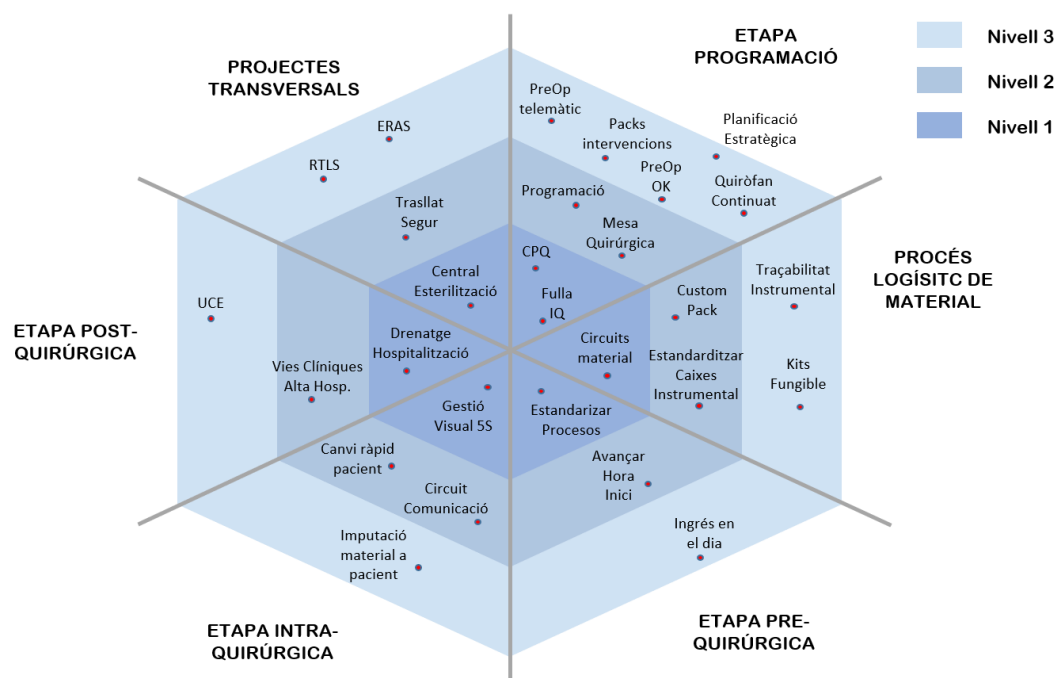 PROJECTES
TRANSVERSALS
ETAPA
PROGRAMACIÓ
Nivell 3
Nivell 2
Nivell 1
ERAS
RTLS
Trasllat
Segur
Central
Esterilització
PreOp
telemàtic
Packs
intervencions
Planificació
Estratègica
PreOp
OK
Quiròfan
Continuat
Programació
Mesa
Quirúrgica
CPQ
Fulla
IQ
PROCÉS
LOGÍSITC DE
MATERIAL
Traçabilitat
Instrumental
Custom
Pack
Circuits
material
Estandarditzar
Caixes
Instrumental
Kits
Fungible
ETAPA POST-
QUIRÚRGICA
UCE
Drenatge
Hospitalització
Vies Clíniques
Alta Hosp.
Gestió
Visual 5S
Canvi ràpid
pacient
Circuit
Comunicació
Imputació
material a
pacient
ETAPA INTRA-
QUIRÚRGICA
Estandarizar
Procesos
Avançar
Hora
Inici
Ingrés en
el dia
ETAPA PRE-
QUIRÚRGICA